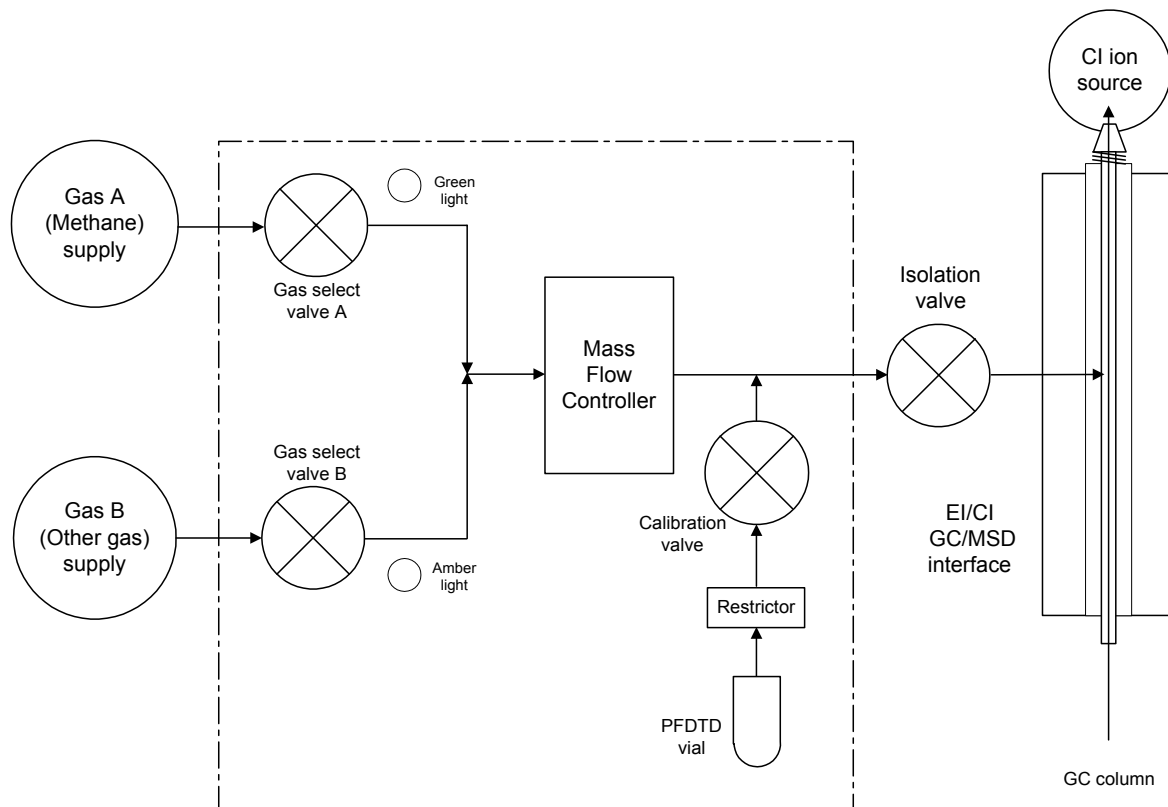 CI ion
source
Gas A
(Methane)
supply
Green
light
Gas select
valve A
Isolation
valve
Mass
Flow
Controller
Gas select
valve B
Gas B
(Other gas)
supply
Amber
light
Calibration
valve
EI/CI
GC/MSD
interface
Restrictor
PFDTD
vial
GC column